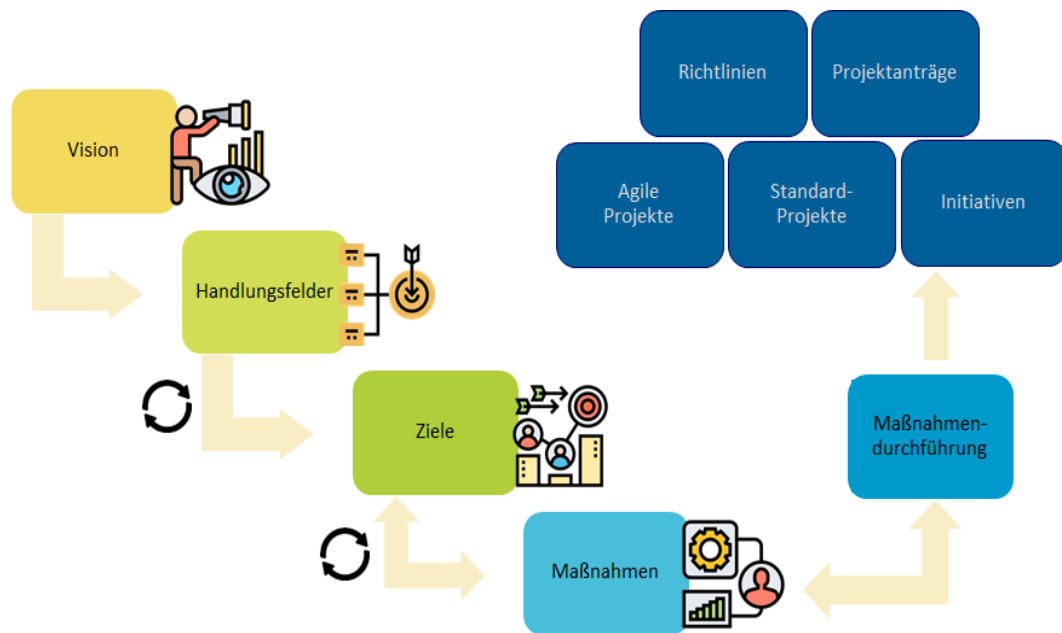 Richtlinien
Projektanträge
Vision
Agile
Projekte
Standard-
Projekte
Initiativen
Handlungsfelder
Ziele
Maßnahmen-
durchführung
Maßnahmen